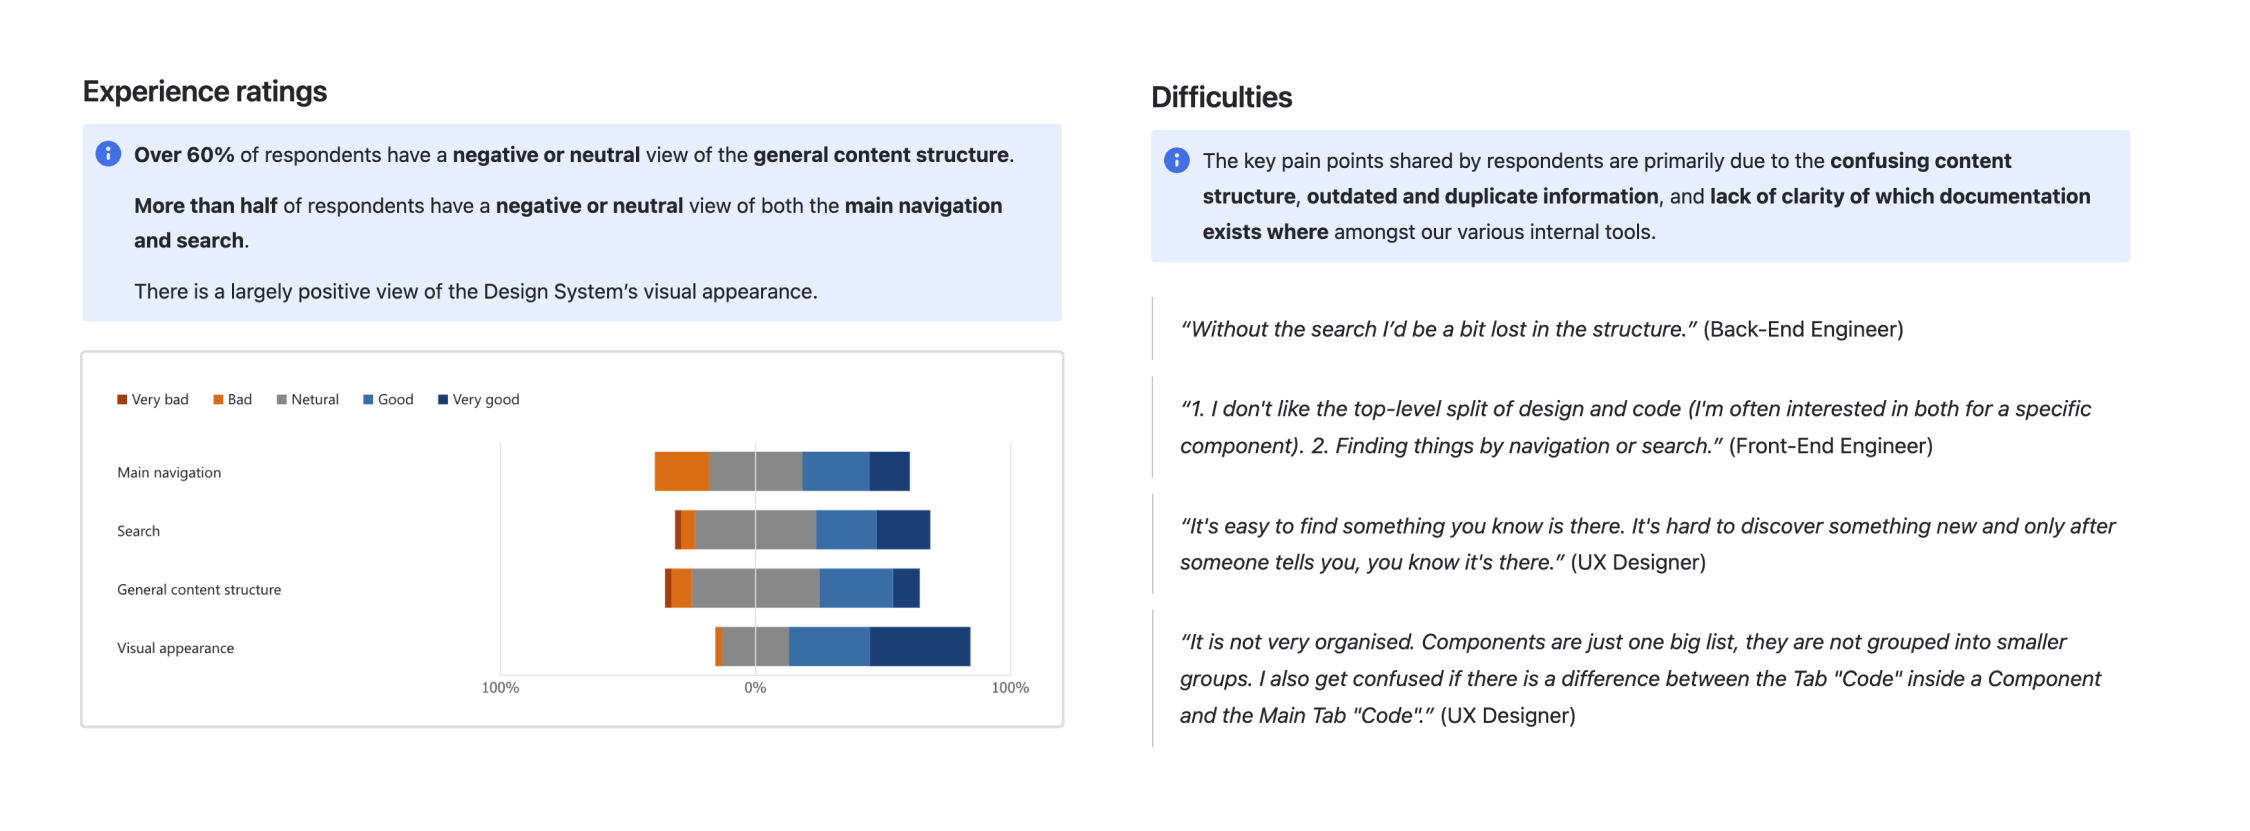 Experience ratings
Over 60% of respondents have a negative or neutral view of the general content structure.
More than half of respondents have a negative or neutral view of both the main navigation
and search.
There is a largely positive view of the Design System’s visual appearance.
Very bad Bad Netural Good Very good
Main navigation
Search
General content structure
Visual appearance
100% 0% 100%
Difficulties
The key pain points shared by respondents are primarily due to the confusing content
structure, outdated and duplicate information, and lack of clarity of which documentation
exists where amongst our various internal tools.
“Without the search I’d be a bit lost in the structure.” (Back-End Engineer)
“1. I don't like the top-level split of design and code (I'm often interested in both for a specific
component). 2. Finding things by navigation or search.” (Front-End Engineer)
“It's easy to find something you know is there. It's hard to discover something new and only after
someone tells you, you know it's there.” (UX Designer)
“It is not very organised. Components are just one big list, they are not grouped into smaller
groups. I also get confused if there is a difference between the Tab "Code" inside a Component
and the Main Tab "Code".” (UX Designer)